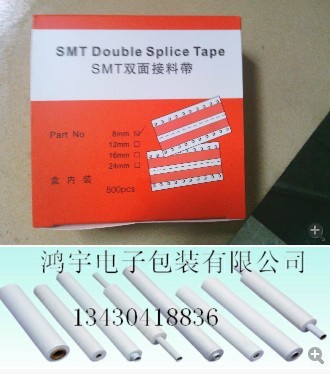 SMT Double Splice Tape
SMT双面接料带
Part No 8mm
12mm
16mm
24mm
盒内装 500pcs
鸿宇电子包装有限公司
13430418836